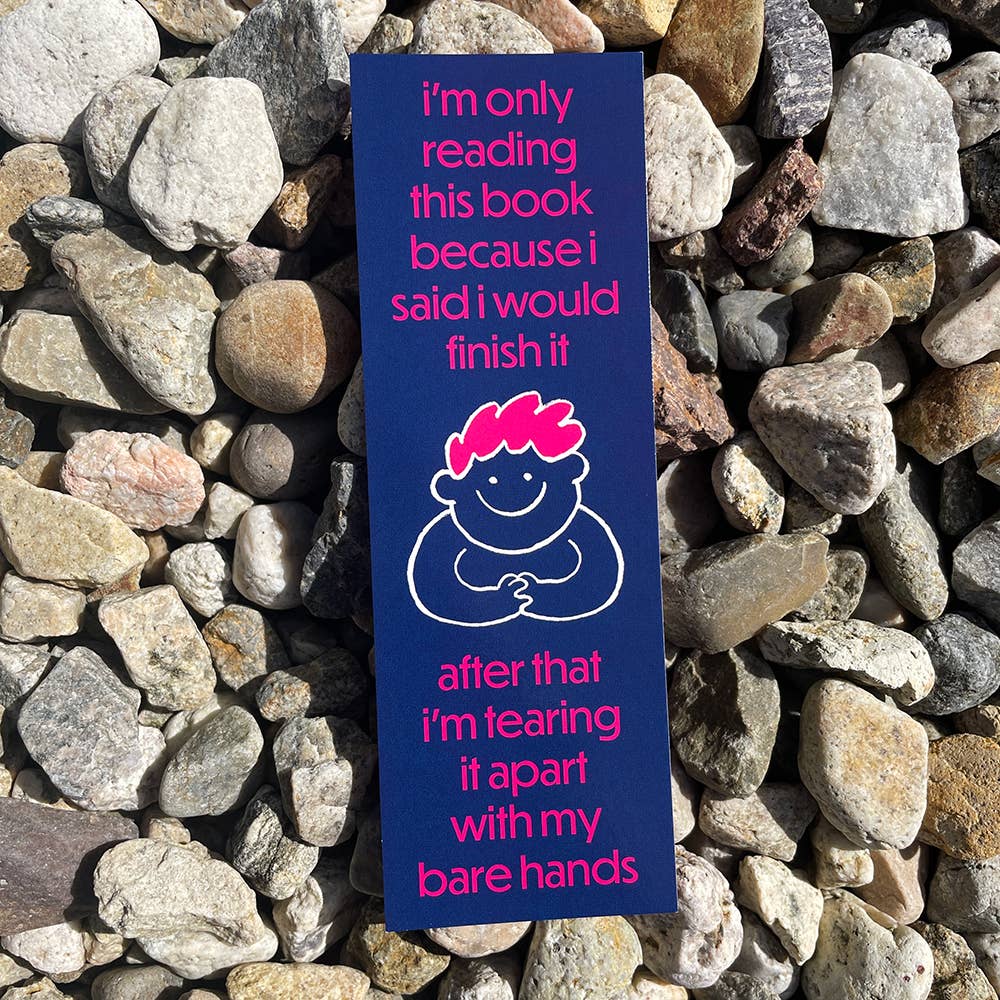 i'm only
reading
this book
because i
said i would
finish it
after that
i'm tearing
it apart
with my
bare hands